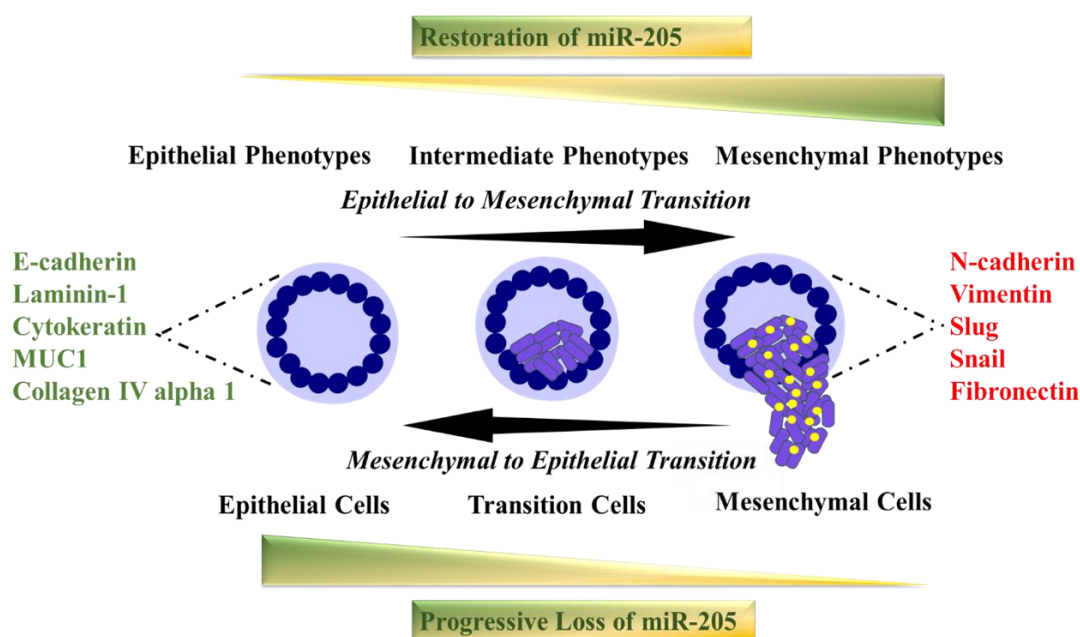 Restoration of miR-205
Epithelial Phenotypes
Intermediate Phenotypes
Mesenchymal Phenotypes
Epithelial to Mesenchymal Transition
E-cadherin
Laminin-1
Cytokeratin
MUC1
Collagen IV alpha 1
N-cadherin
Vimentin
Slug
Snail
Fibronectin
Mesenchymal to Epithelial Transition
Epithelial Cells
Transition Cells
Mesenchymal Cells
Progressive Loss of miR-205